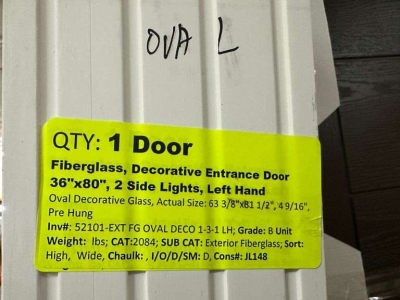 OVAL
QTY: 1 Door
Fiberglass, Decorative Entrance Door
36"x80", 2 Side Lights, Left Hand
Oval Decorative Glass, Actual Size: 63 3/8"x81 1/2", 4 9/16",
Pre Hung
Inv#: 52101-EXT FG OVAL DECO 1-3-1 LH; Grade: B Unit
Weight: lbs; CAT:2084; SUB CAT: Exterior Fiberglass; Sort:
High, Wide, Chaulk: , I/O/D/SM: D, Cons#: JL148